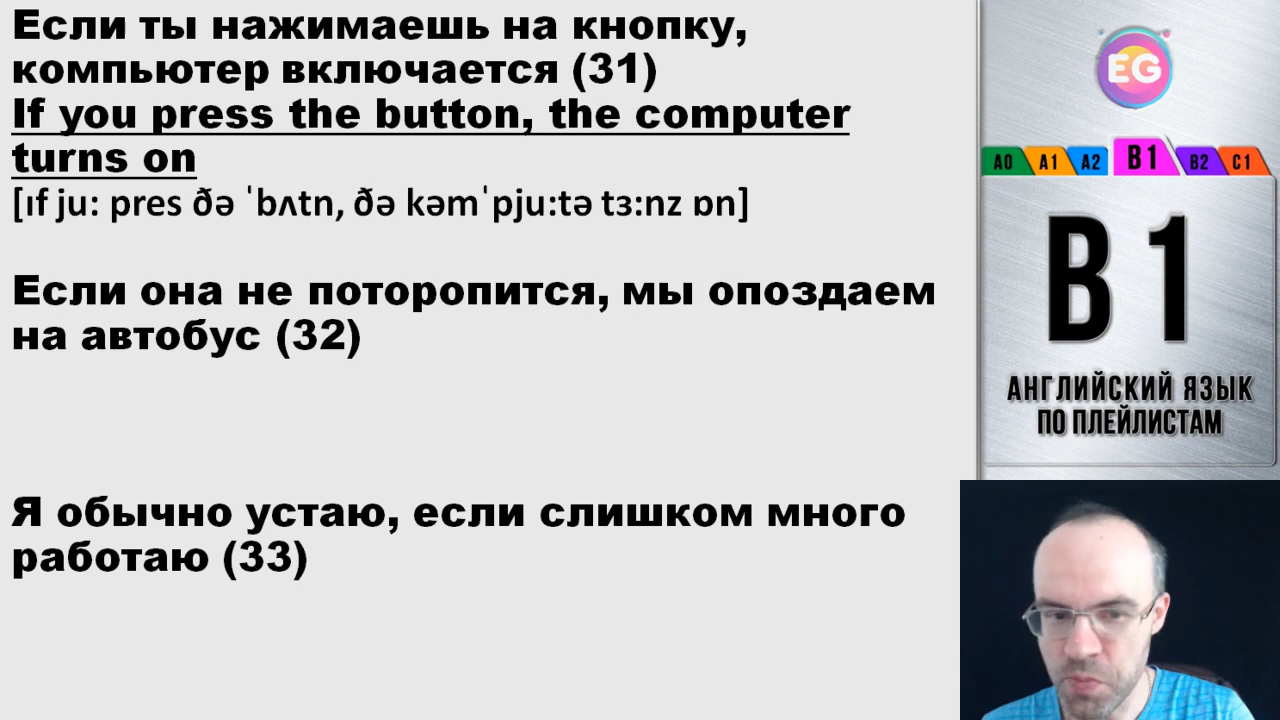 Если ты нажимаешь на кнопку,
компьютер включается (31)
If you press the button, the computer
turns on
[ɪf ju: pres ðə ˈbʌtn, ðə kəmˈpju:tə tɜ:nz ɒn]
Если она не поторопится, мы опоздаем
на автобус (32)
Я обычно устаю, если слишком много
работаю (33)
EG
A0 A1 A2 B1 B2 C1
B 1
АНГЛИЙСКИЙ ЯЗЫК
ПО ПЛЕЙЛИСТАМ